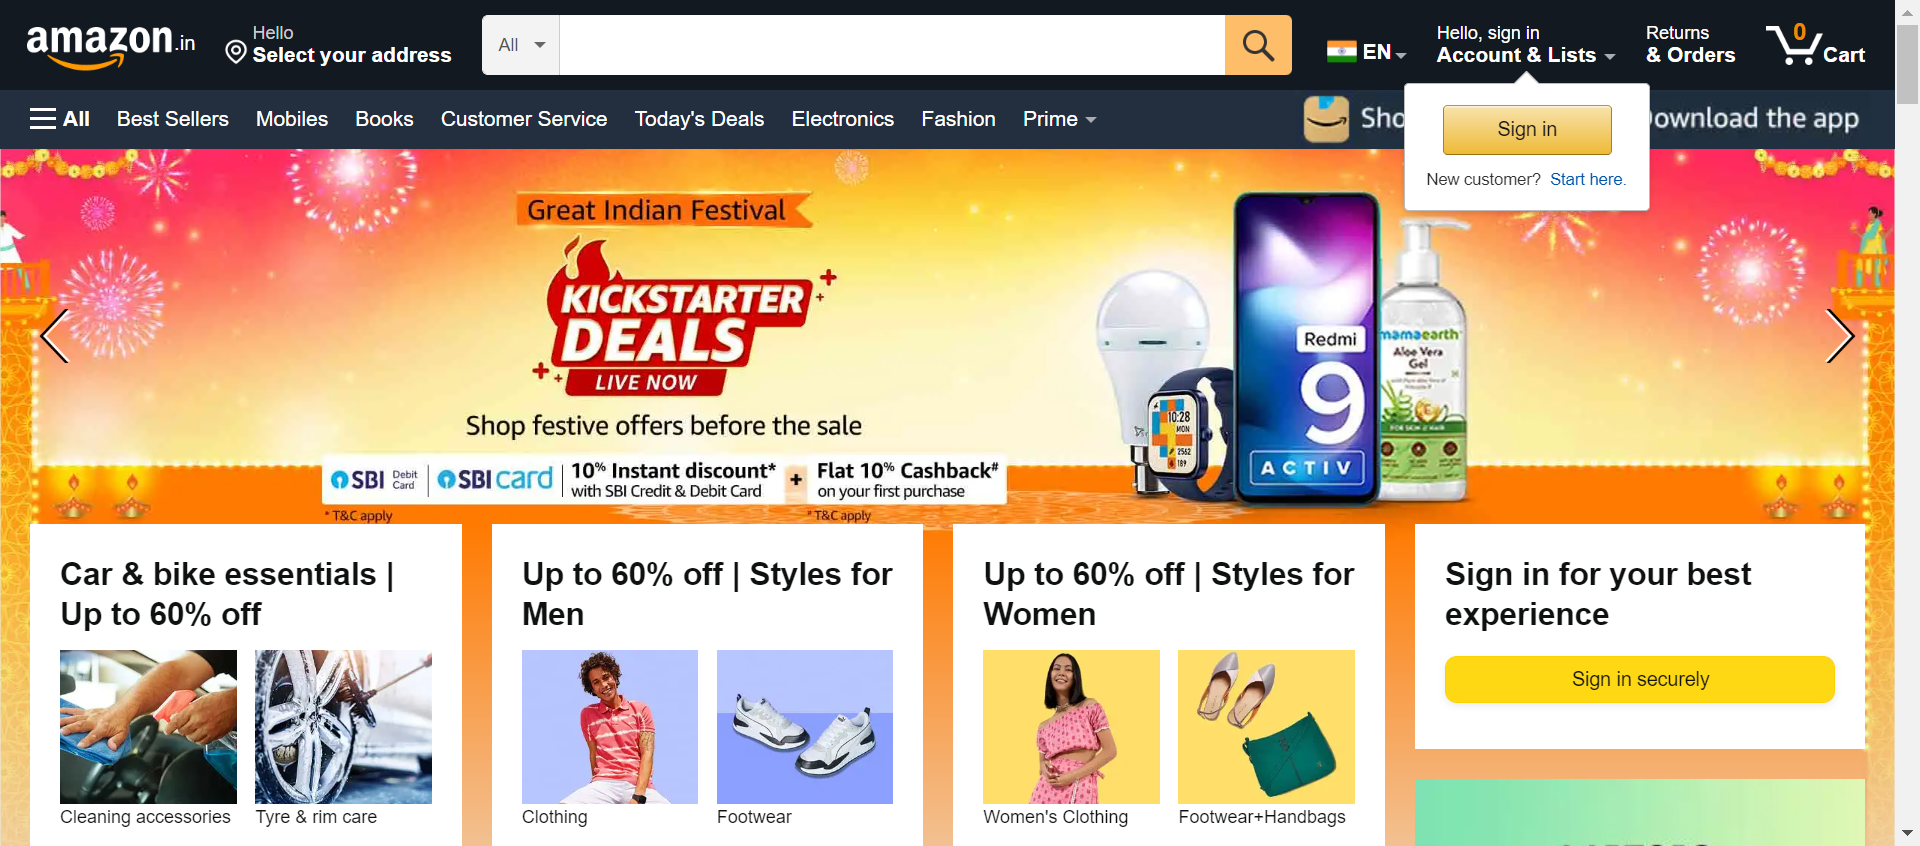 amazon.in
Hello
Select your address
All
EN
Hello, sign in
Account & Lists
Returns
& Orders
0
Cart
All
Best Sellers
Mobiles
Books
Customer Service
Today's Deals
Electronics
Fashion
Prime
Sho
ownload the app
Sign in
New customer? Start here.
Great Indian Festival
KICKSTARTER
DEALS
LIVE NOW
Shop festive offers before the sale
SBI Debit Card
SBI card
10% Instant discount*
with SBI Credit & Debit Card
+
Flat 10% Cashback#
on your first purchase
* T&C apply
* T&C apply
10:28
MON
2562
189
Redmi
9
ACTIV
mamaearth
Aloe Vera
Gel
FOR SKIN & HAIR
Car & bike essentials |
Up to 60% off
Cleaning accessories
Tyre & rim care
Up to 60% off | Styles for
Men
Clothing
Footwear
Up to 60% off | Styles for
Women
Women's Clothing
Footwear+Handbags
Sign in for your best
experience
Sign in securely